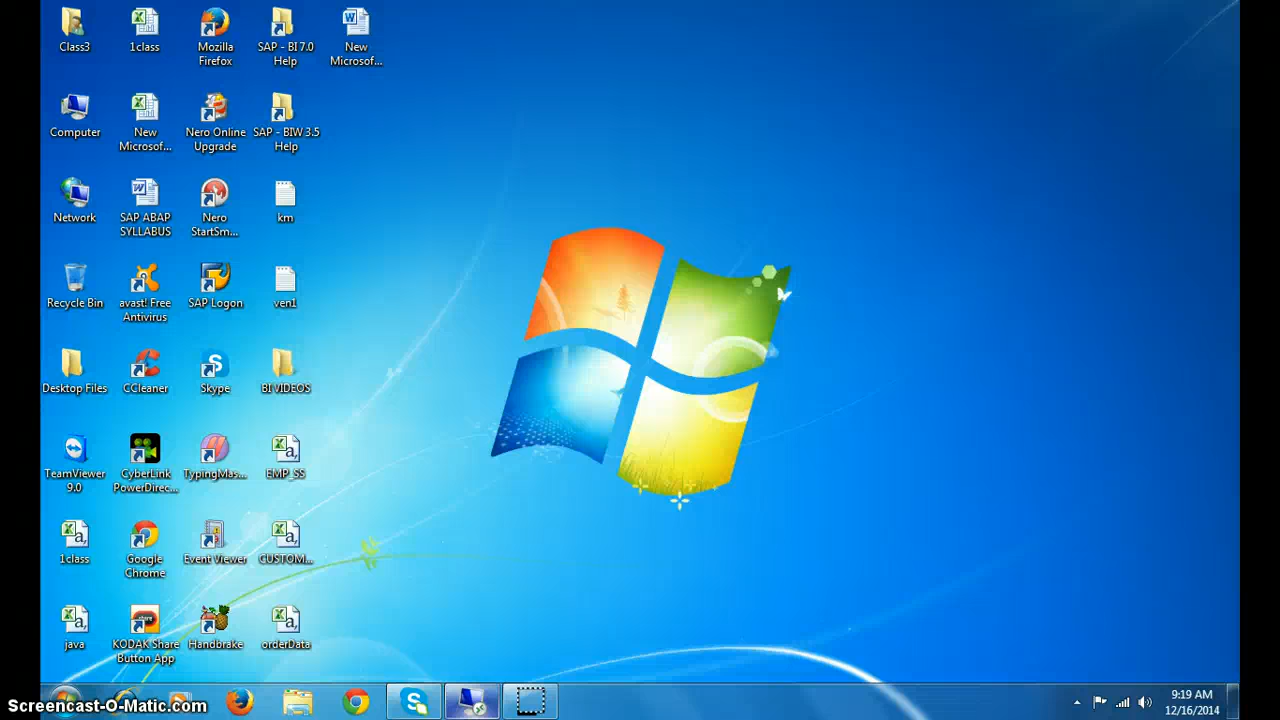 Class3
1class
Mozilla
Firefox
SAP - BI 7.0
Help
New
Microsof...
Computer
New
Microsof...
Nero Online
Upgrade
SAP - BIW 3.5
Help
Network
SAP ABAP
SYLLABUS
Nero
StartSm...
km
Recycle Bin
avast! Free
Antivirus
SAP Logon
ven1
Desktop Files
CCleaner
Skype
BI VIDEOS
TeamViewer
9.0
CyberLink
PowerDirec...
TypingMas...
EMP_SS
1class
Google
Chrome
Event Viewer
CUSTOM...
java
KODAK Share
Button App
Handbrake
orderData
Screencast-O-Matic.com
9:19 AM
12/16/2014